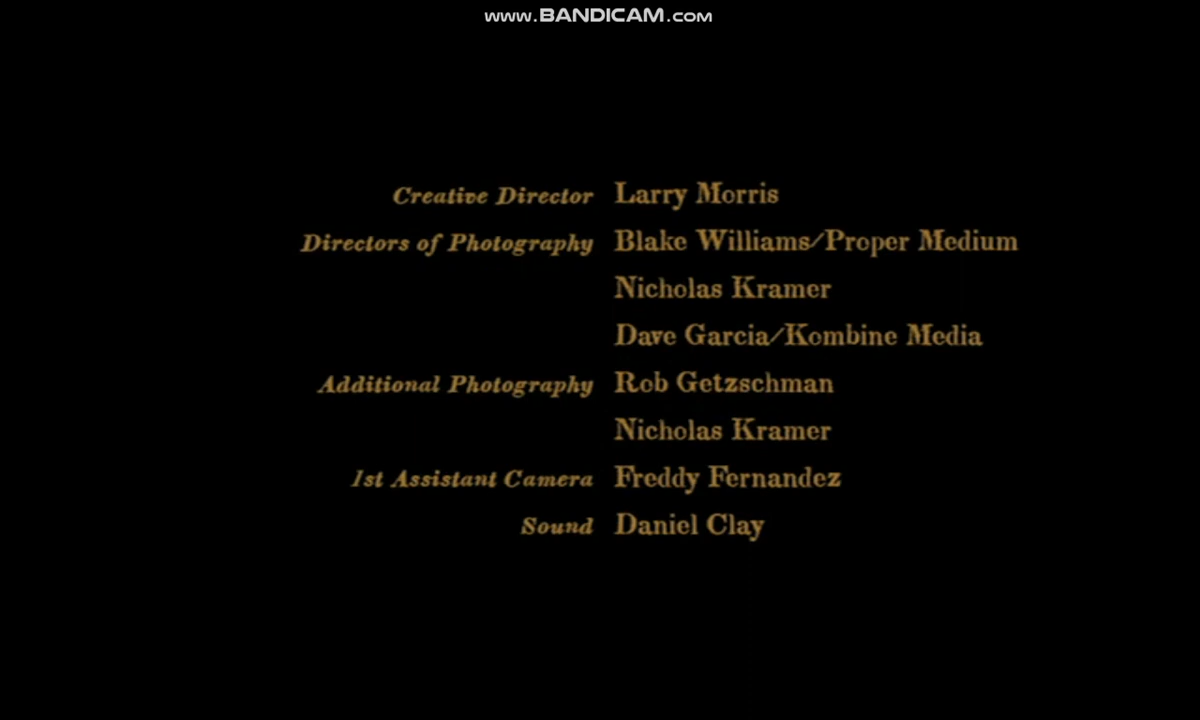 www.BANDICAM.com
Creative Director Larry Morris
Directors of Photography Blake Williams/Proper Medium
Nicholas Kramer
Dave Garcia/Kombine Media
Additional Photography Rob Getzschman
Nicholas Kramer
1st Assistant Camera Freddy Fernandez
Sound Daniel Clay